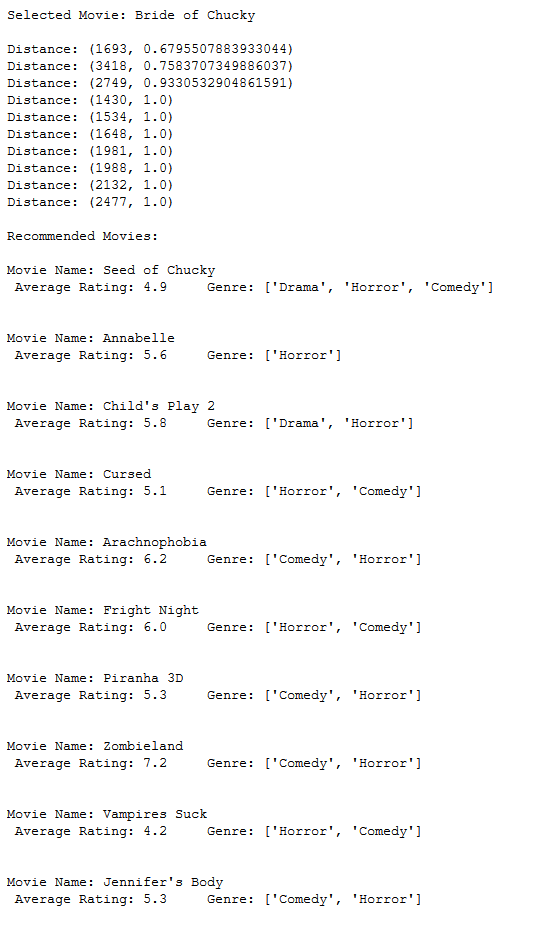 Selected Movie: Bride of Chucky
Distance: (1693, 0.6795507883933044)
Distance: (3418, 0.7583707349886037)
Distance: (2749, 0.9330532904861591)
Distance: (1430, 1.0)
Distance: (1534, 1.0)
Distance: (1648, 1.0)
Distance: (1981, 1.0)
Distance: (1988, 1.0)
Distance: (2132, 1.0)
Distance: (2477, 1.0)
Recommended Movies:
Movie Name: Seed of Chucky
Average Rating: 4.9 Genre: ['Drama', 'Horror', 'Comedy']
Movie Name: Annabelle
Average Rating: 5.6 Genre: ['Horror']
Movie Name: Child's Play 2
Average Rating: 5.8 Genre: ['Drama', 'Horror']
Movie Name: Cursed
Average Rating: 5.1 Genre: ['Horror', 'Comedy']
Movie Name: Arachnophobia
Average Rating: 6.2 Genre: ['Comedy', 'Horror']
Movie Name: Fright Night
Average Rating: 6.0 Genre: ['Horror', 'Comedy']
Movie Name: Piranha 3D
Average Rating: 5.3 Genre: ['Comedy', 'Horror']
Movie Name: Zombieland
Average Rating: 7.2 Genre: ['Comedy', 'Horror']
Movie Name: Vampires Suck
Average Rating: 4.2 Genre: ['Horror', 'Comedy']
Movie Name: Jennifer's Body
Average Rating: 5.3 Genre: ['Comedy', 'Horror']